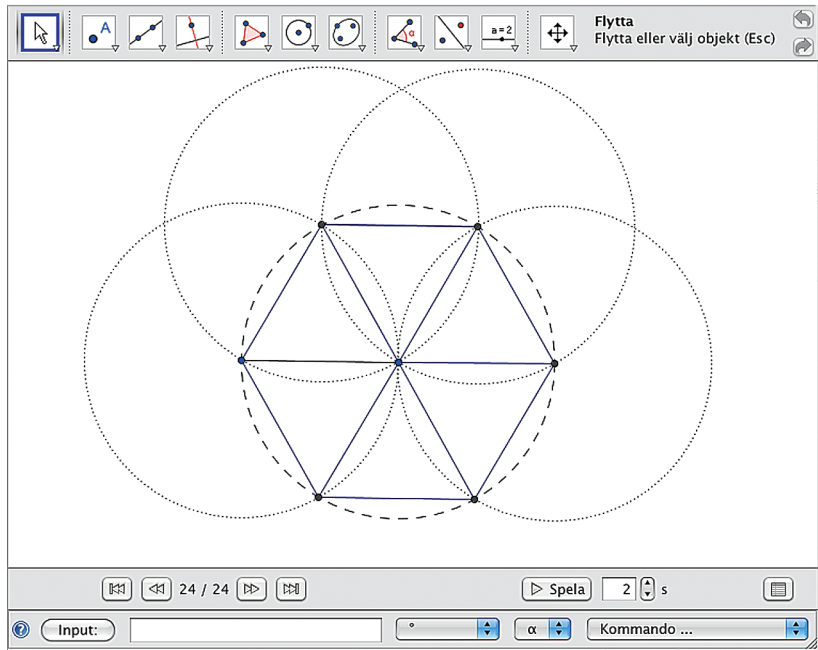 A
α
a = 2
Flytta
Flytta eller välj objekt (Esc)
24 / 24
Spela
2
s
?
Input:
°
α
Kommando ...